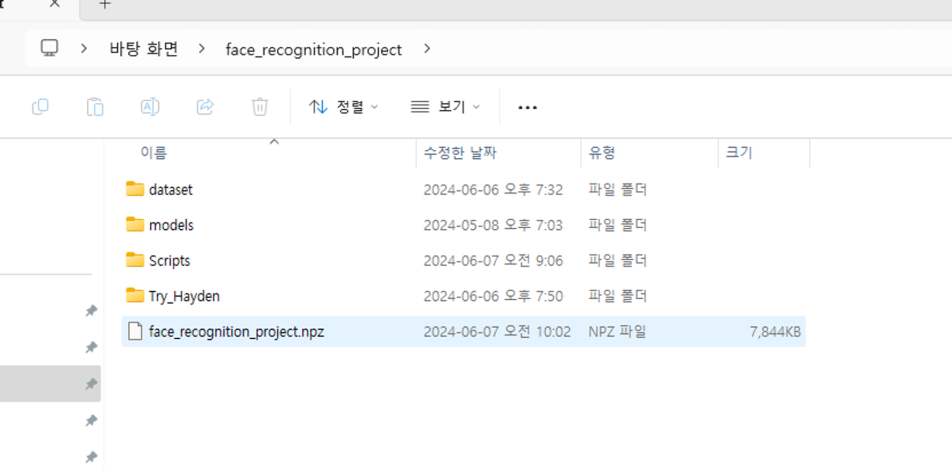 바탕 화면 face_recognition_project
정렬 보기
이름 수정한 날짜 유형 크기
dataset 2024-06-06 오후 7:32 파일 폴더
models 2024-05-08 오후 7:03 파일 폴더
Scripts 2024-06-07 오전 9:06 파일 폴더
Try_Hayden 2024-06-06 오후 7:50 파일 폴더
face_recognition_project.npz 2024-06-07 오전 10:02 NPZ 파일 7,844KB